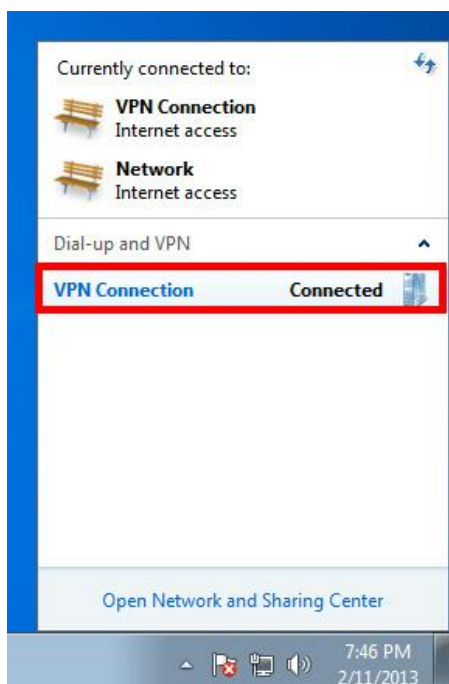 Currently connected to:
VPN Connection
Internet access
Network
Internet access
Dial-up and VPN
VPN Connection Connected
Open Network and Sharing Center
7:46 PM
2/11/2013